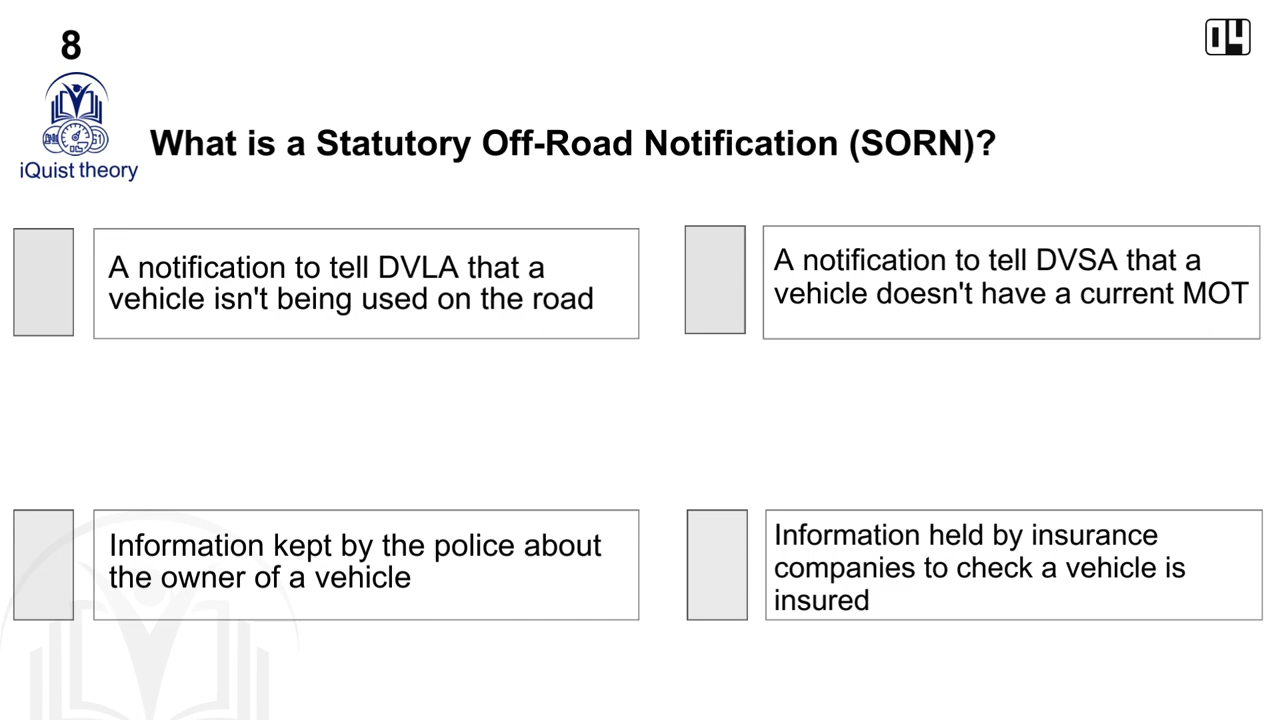 8
04
iQuist theory
What is a Statutory Off-Road Notification (SORN)?
A notification to tell DVLA that a
vehicle isn't being used on the road
A notification to tell DVSA that a
vehicle doesn't have a current MOT
Information kept by the police about
the owner of a vehicle
Information held by insurance
companies to check a vehicle is
insured